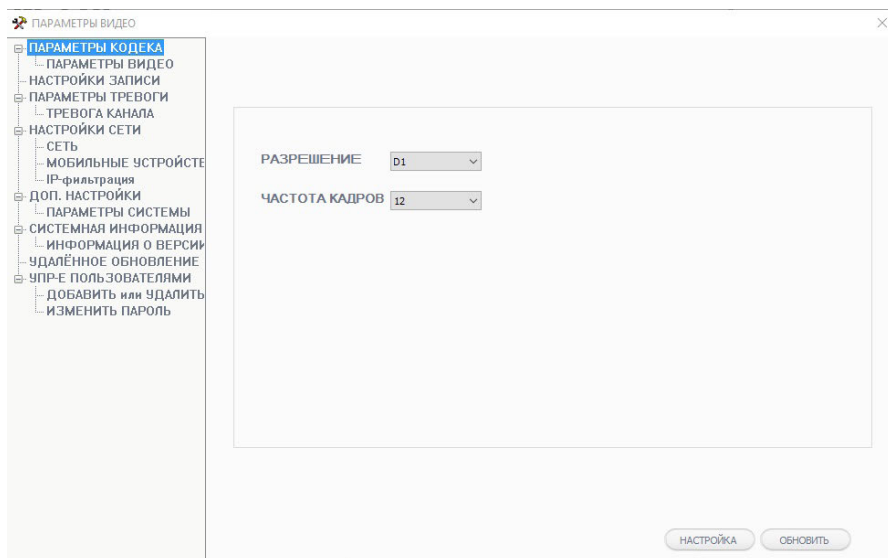 ПАРАМЕТРЫ ВИДЕО
ПАРАМЕТРЫ КОДЕКА
ПАРАМЕТРЫ ВИДЕО
НАСТРОЙКИ ЗАПИСИ
ПАРАМЕТРЫ ТРЕВОГИ
ТРЕВОГА КАНАЛА
НАСТРОЙКИ СЕТИ
СЕТЬ
МОБИЛЬНЫЕ УСТРОЙСТЕ
IP-фильтрация
ДОП. НАСТРОЙКИ
ПАРАМЕТРЫ СИСТЕМЫ
СИСТЕМНАЯ ИНФОРМАЦИЯ
ИНФОРМАЦИЯ О ВЕРСИИ
УДАЛЁННОЕ ОБНОВЛЕНИЕ
УПР-Е ПОЛЬЗОВАТЕЛЯМИ
ДОБАВИТЬ или УДАЛИТЬ
ИЗМЕНИТЬ ПАРОЛЬ
РАЗРЕШЕНИЕ D1
ЧАСТОТА КАДРОВ 12
НАСТРОЙКА ОБНОВИТЬ